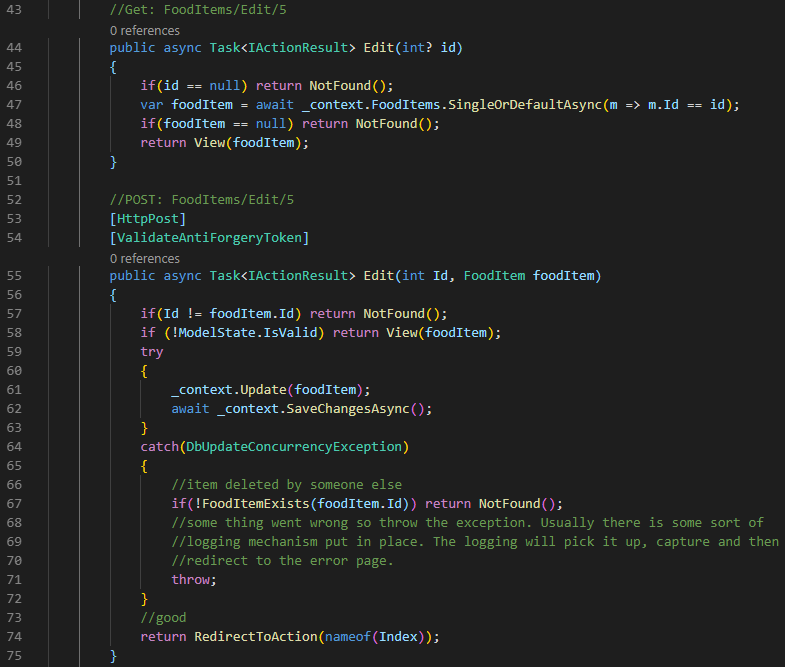 43 //Get: FoodItems/Edit/5
0 references
44 public async Task<IActionResult> Edit(int? id)
45 {
46 if(id == null) return NotFound();
47 var foodItem = await _context.FoodItems.SingleOrDefaultAsync(m => m.Id == id);
48 if(foodItem == null) return NotFound();
49 return View(foodItem);
50 }
51
52 //POST: FoodItems/Edit/5
53 [HttpPost]
54 [ValidateAntiForgeryToken]
0 references
55 public async Task<IActionResult> Edit(int Id, FoodItem foodItem)
56 {
57 if(Id != foodItem.Id) return NotFound();
58 if (!ModelState.IsValid) return View(foodItem);
59 try
60 {
61 _context.Update(foodItem);
62 await _context.SaveChangesAsync();
63 }
64 catch(DbUpdateConcurrencyException)
65 {
66 //item deleted by someone else
67 if(!FoodItemExists(foodItem.Id)) return NotFound();
68 //some thing went wrong so throw the exception. Usually there is some sort of
69 //logging mechanism put in place. The logging will pick it up, capture and then
70 //redirect to the error page.
71 throw;
72 }
73 //good
74 return RedirectToAction(nameof(Index));
75 }